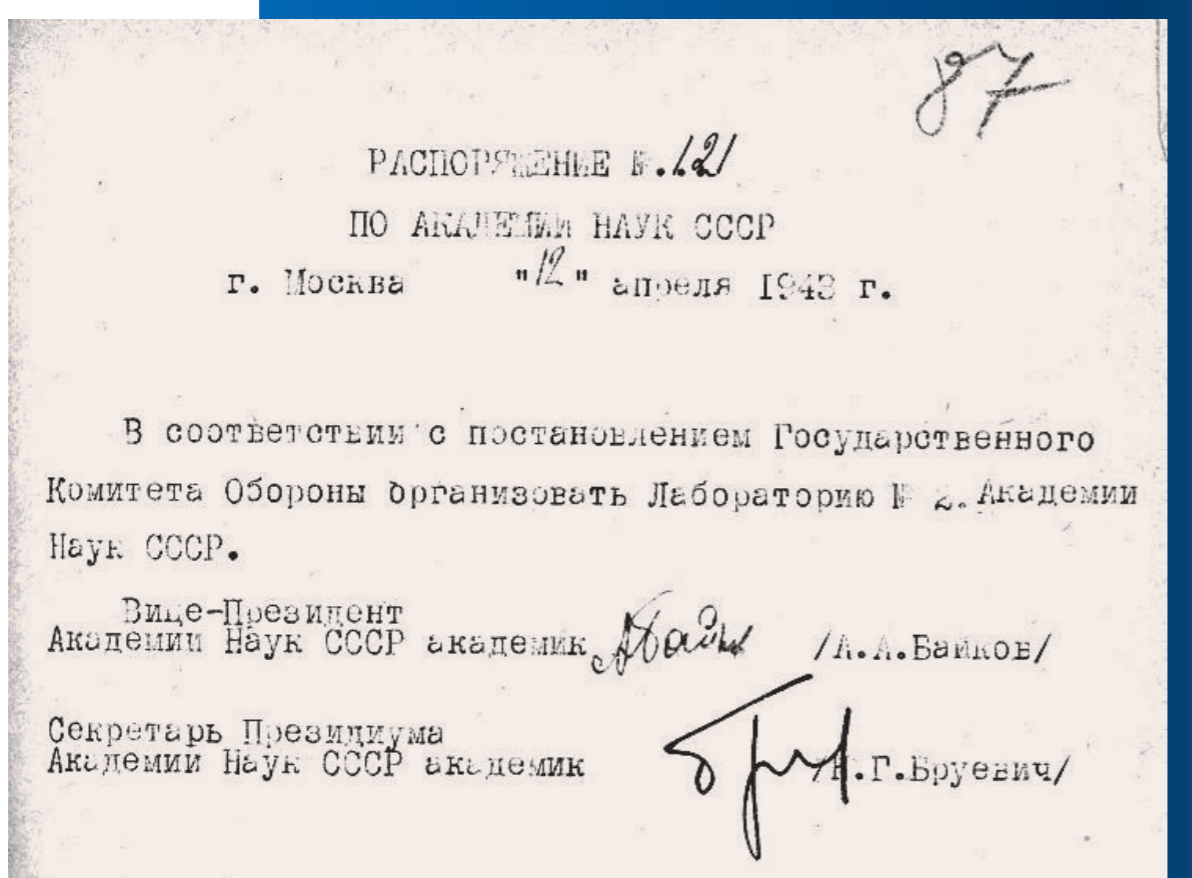 87
РАСПОРЯЖЕНИЕ №.121
ПО АКАДЕМИИ НАУК СССР
г. Москва "12" апреля 1943 г.
В соответствии с постановлением Государственного
Комитета Обороны организовать Лабораторию № 2. Академии
Наук СССР.
Вице-Президент
Академии Наук СССР академик АБайков /А.А.Байков/
Секретарь Президиума
Академии Наук СССР академик /Н.Г.Бруевич/